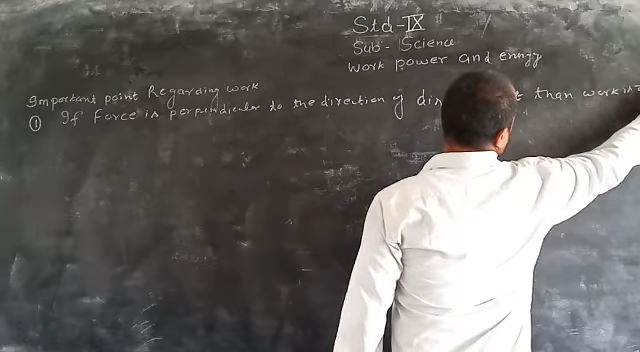 Std-IX
Sub-Science
Work power and energy
Important point Regarding work
① If Force is perpendicular to the direction of than work is